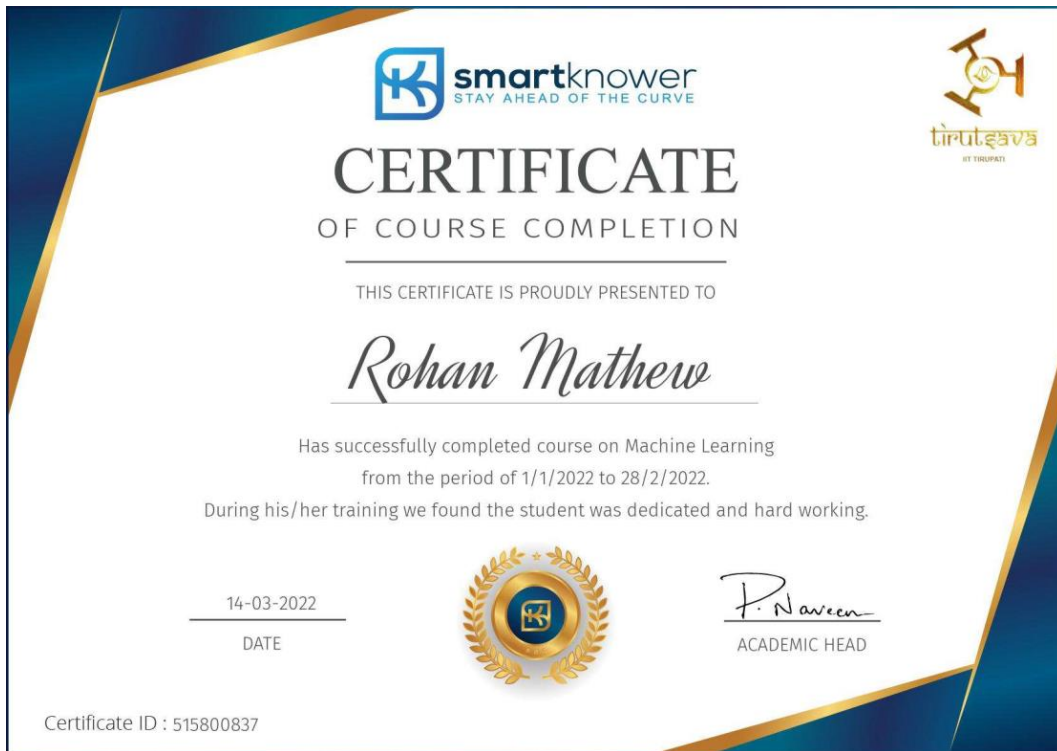 smartknower
STAY AHEAD OF THE CURVE
tirutsava
IIT TIRUPATI
CERTIFICATE
OF COURSE COMPLETION
THIS CERTIFICATE IS PROUDLY PRESENTED TO
Rohan Mathew
Has successfully completed course on Machine Learning
from the period of 1/1/2022 to 28/2/2022.
During his/her training we found the student was dedicated and hard working.
14-03-2022
DATE
P. Naveen
ACADEMIC HEAD
Certificate ID : 515800837